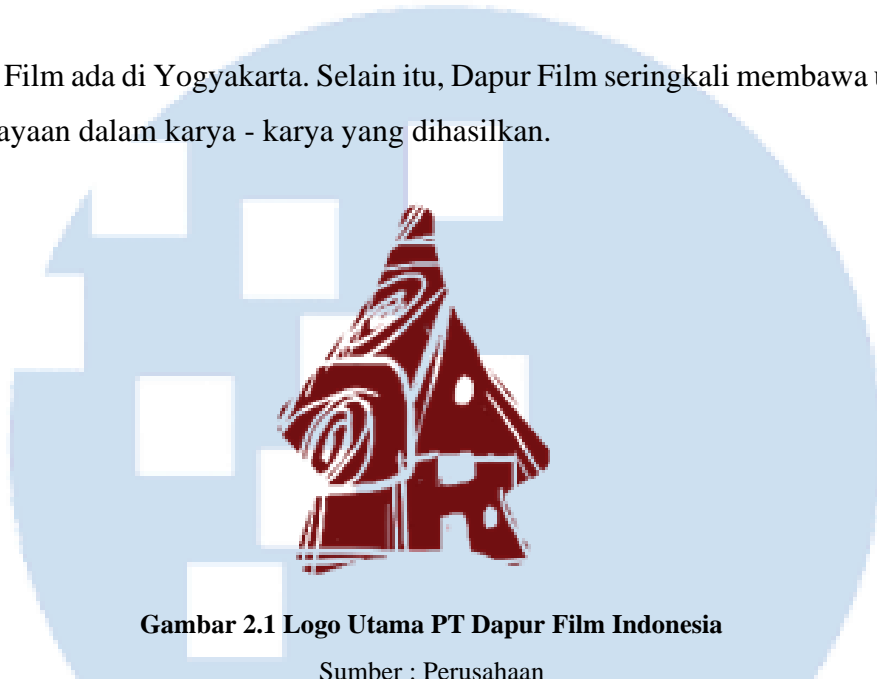 Film ada di Yogyakarta. Selain itu, Dapur Film seringkali membawa
dalam karya - karya yang dihasilkan.
Gambar 2.1 Logo Utama PT Dapur Film Indonesia
Sumber : Perusahaan